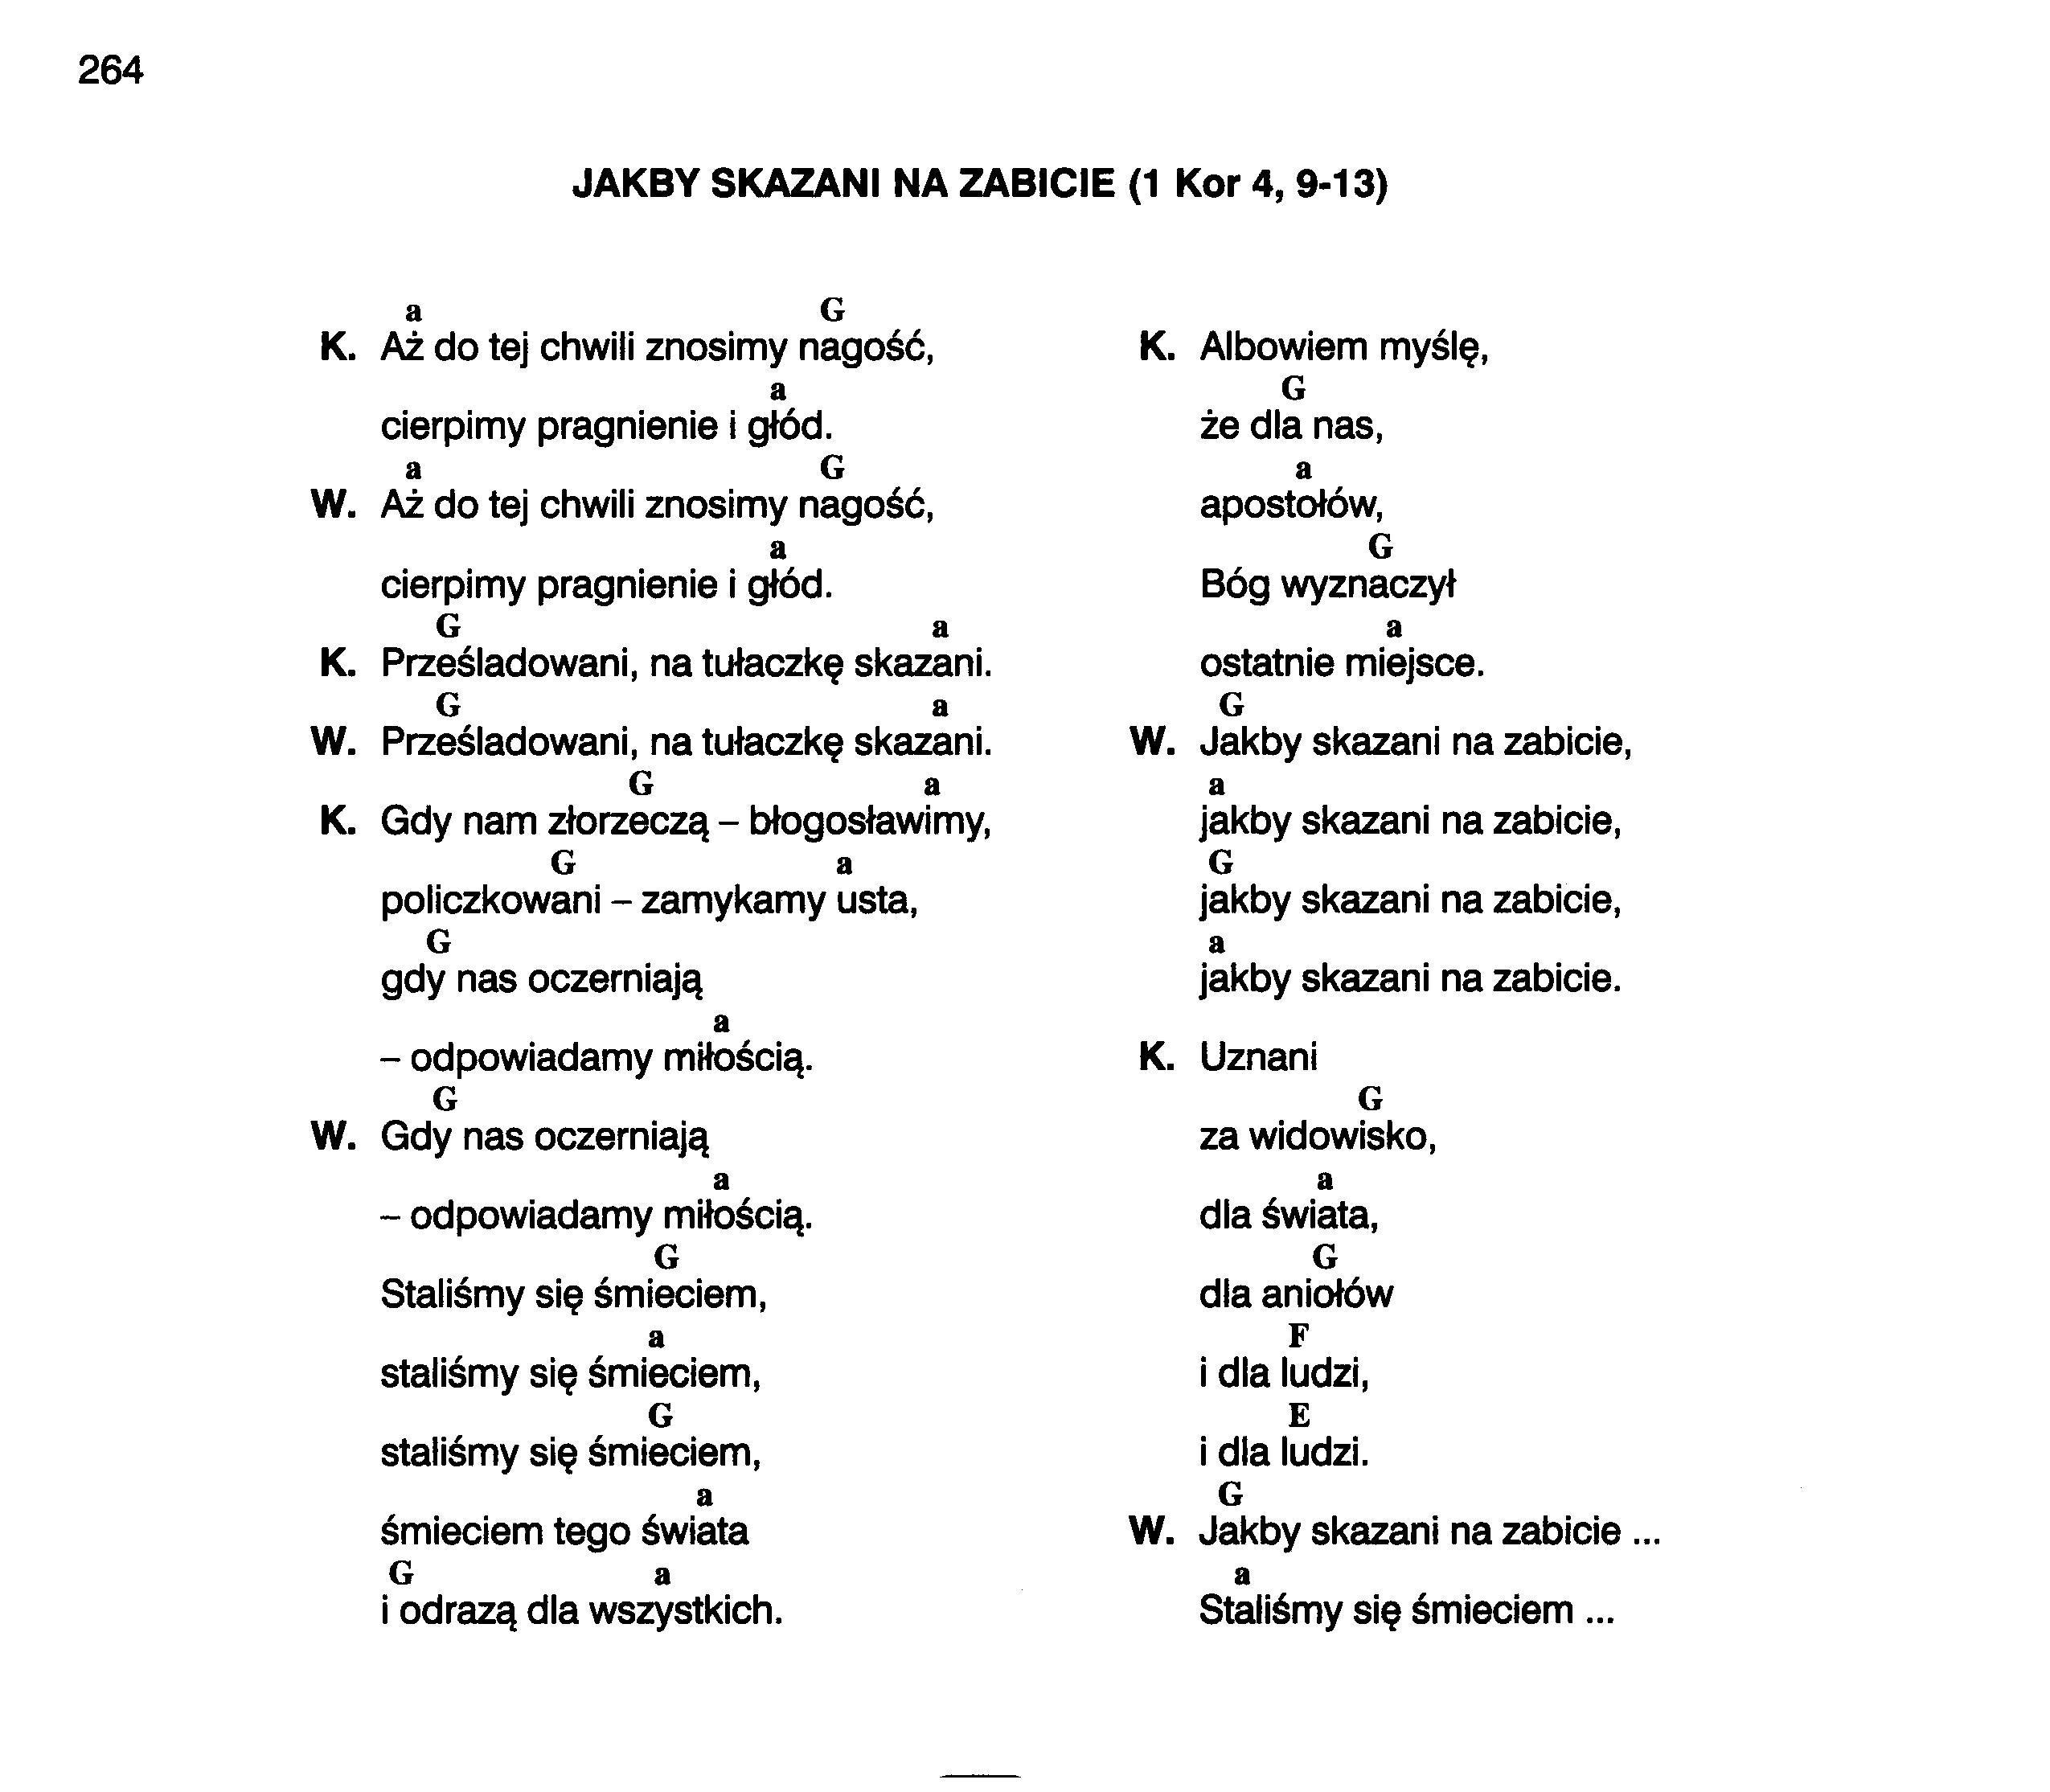 264
JAKBY SKAZANI NA ZABICIE (1 Kor 4, 9-13)
a G
K. Aż do tej chwili znosimy nagość,
a
cierpimy pragnienie i głód.
a G
W. Aż do tej chwili znosimy nagość,
a
cierpimy pragnienie i głód.
G a
K. Prześladowani, na tułaczkę skazani.
G a
W. Prześladowani, na tułaczkę skazani.
G a
K. Gdy nam złorzeczą – błogosławimy,
G a
policzkowani – zamykamy usta,
G
gdy nas oczerniają
a
– odpowiadamy miłością.
G
W. Gdy nas oczerniają
a
– odpowiadamy miłością.
G
Staliśmy się śmieciem,
a
staliśmy się śmieciem,
G
staliśmy się śmieciem,
a
śmieciem tego świata
G a
i odrazą dla wszystkich.
K. Albowiem myślę,
G
że dla nas,
a
apostołów,
G
Bóg wyznaczył
a
ostatnie miejsce.
G
W. Jakby skazani na zabicie,
a
jakby skazani na zabicie,
G
jakby skazani na zabicie,
a
jakby skazani na zabicie.
K. Uznani
G
za widowisko,
a
dla świata,
G
dla aniołów
F
i dla ludzi,
E
i dla ludzi.
G
W. Jakby skazani na zabicie ...
a
Staliśmy się śmieciem ...